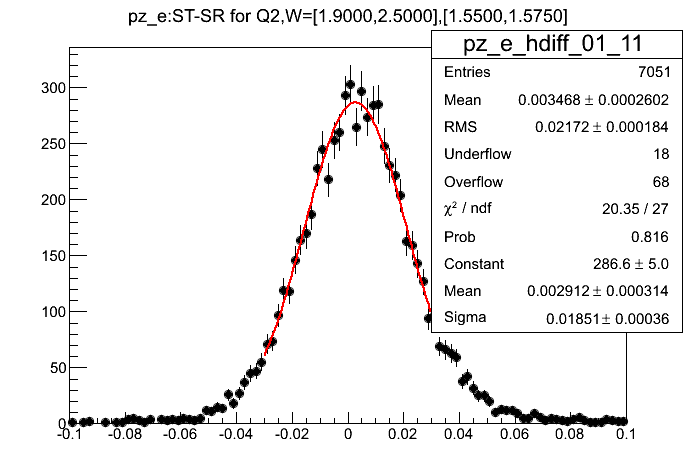 pz_e:ST-SR for Q2,W=[1.9000,2.5000],[1.5500,1.5750]
pz_e_hdiff_01_11
Entries 7051
Mean 0.003468 ± 0.0002602
RMS 0.02172 ± 0.000184
Underflow 18
Overflow 68
χ² / ndf 20.35 / 27
Prob 0.816
Constant 286.6 ± 5.0
Mean 0.002912 ± 0.000314
Sigma 0.01851 ± 0.00036
300
250
200
150
100
50
0
-0.1 -0.08 -0.06 -0.04 -0.02 0 0.02 0.04 0.06 0.08 0.1